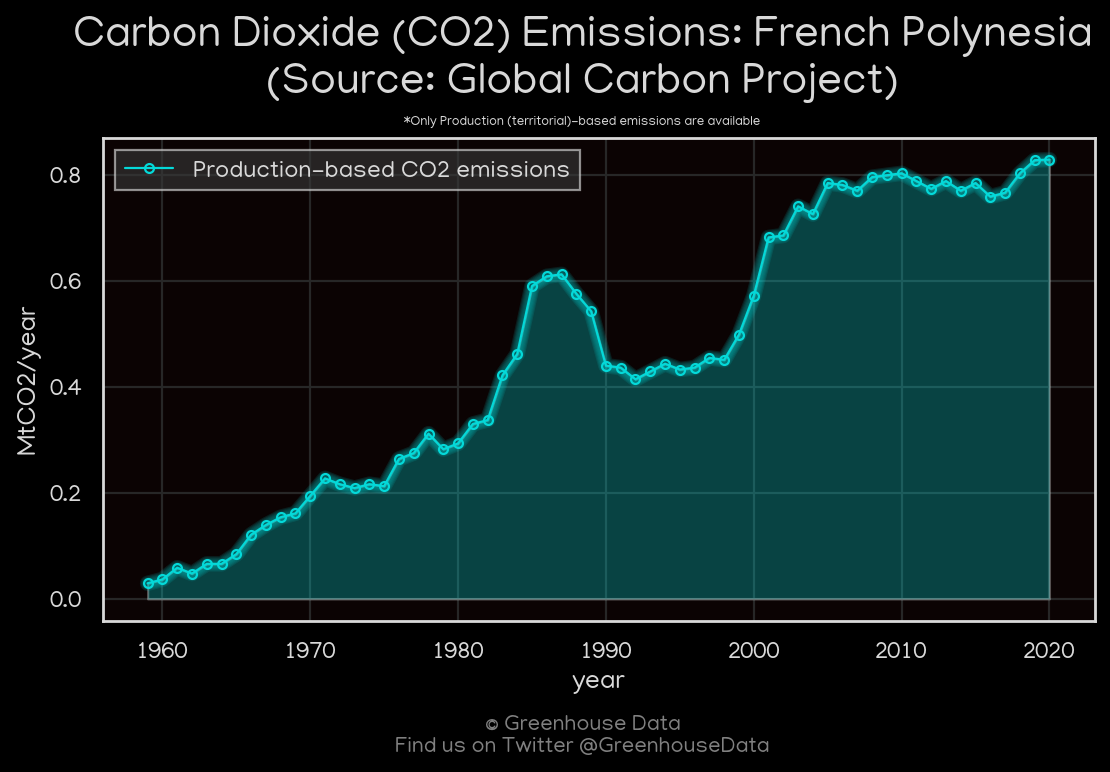 Carbon Dioxide (CO2) Emissions: French Polynesia
(Source: Global Carbon Project)
*Only Production (territorial)-based emissions are available
Production-based CO2 emissions
MtCO2/year
0.8
0.6
0.4
0.2
0.0
1960 1970 1980 1990 2000 2010 2020
year
© Greenhouse Data
Find us on Twitter @GreenhouseData